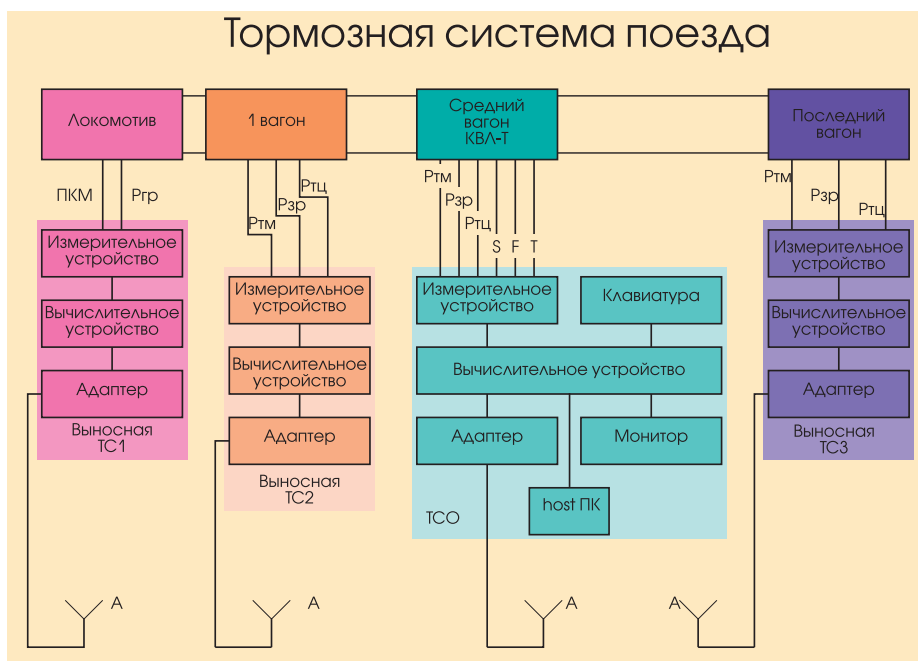 Тормозная система поезда
Локомотив
1 вагон
Средний
вагон
КВЛ-Т
Последний
вагон
ПКМ
Ргр
Ртм
Рзр
Ртц
Ртм
Рзр
Ртц
S
F
T
Ртм
Рзр
Ртц
Измерительное
устройство
Вычислительное
устройство
Адаптер
Выносная
ТС1
Измерительное
устройство
Вычислительное
устройство
Адаптер
Выносная
ТС2
Измерительное
устройство
Клавиатура
Вычислительное устройство
Адаптер
Монитор
host ПК
ТСО
Измерительное
устройство
Вычислительное
устройство
Адаптер
Выносная
ТС3
А
А
А
А